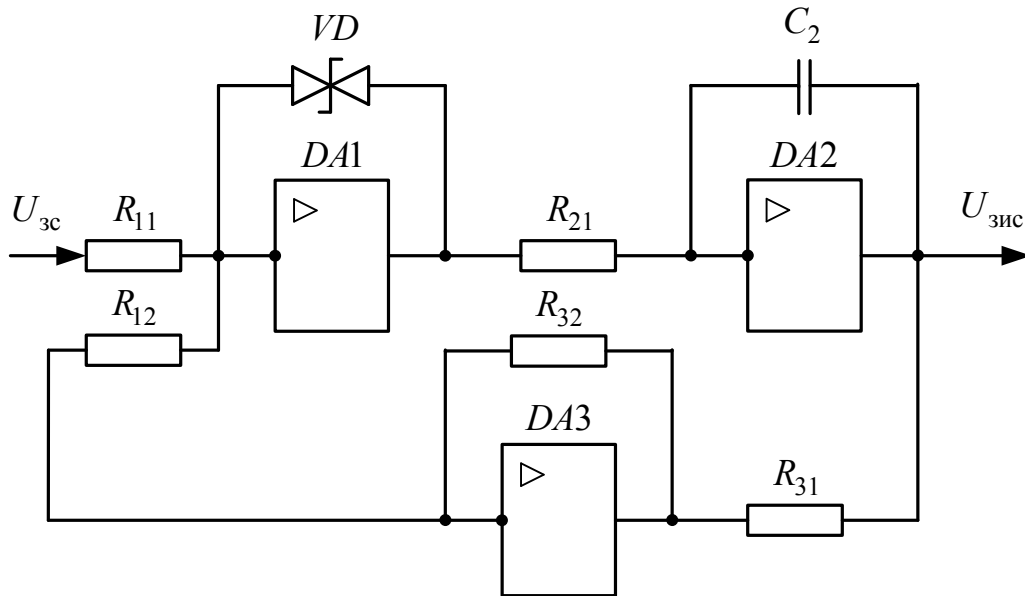 VD
C₂
DA1
DA2
Uзс
R₁₁
R₂₁
Uзис
R₁₂
R₃₂
DA3
R₃₁